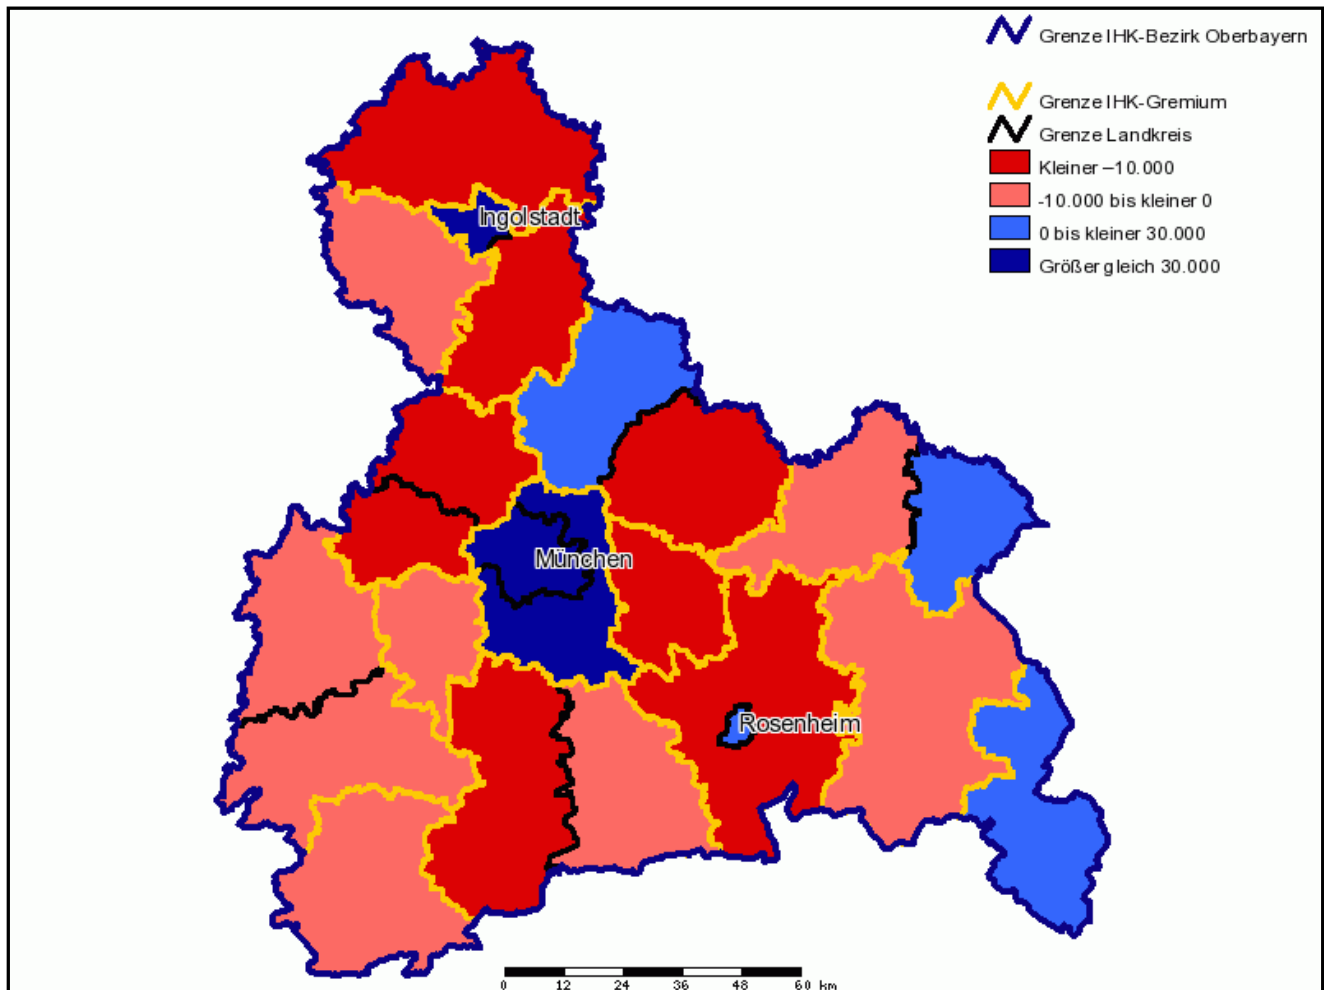 Grenze IHK-Bezirk Oberbayern
Grenze IHK-Gremium
Grenze Landkreis
Kleiner –10.000
-10.000 bis kleiner 0
0 bis kleiner 30.000
Größer gleich 30.000
Ingolstadt
München
Rosenheim
0 12 24 36 48 60 km